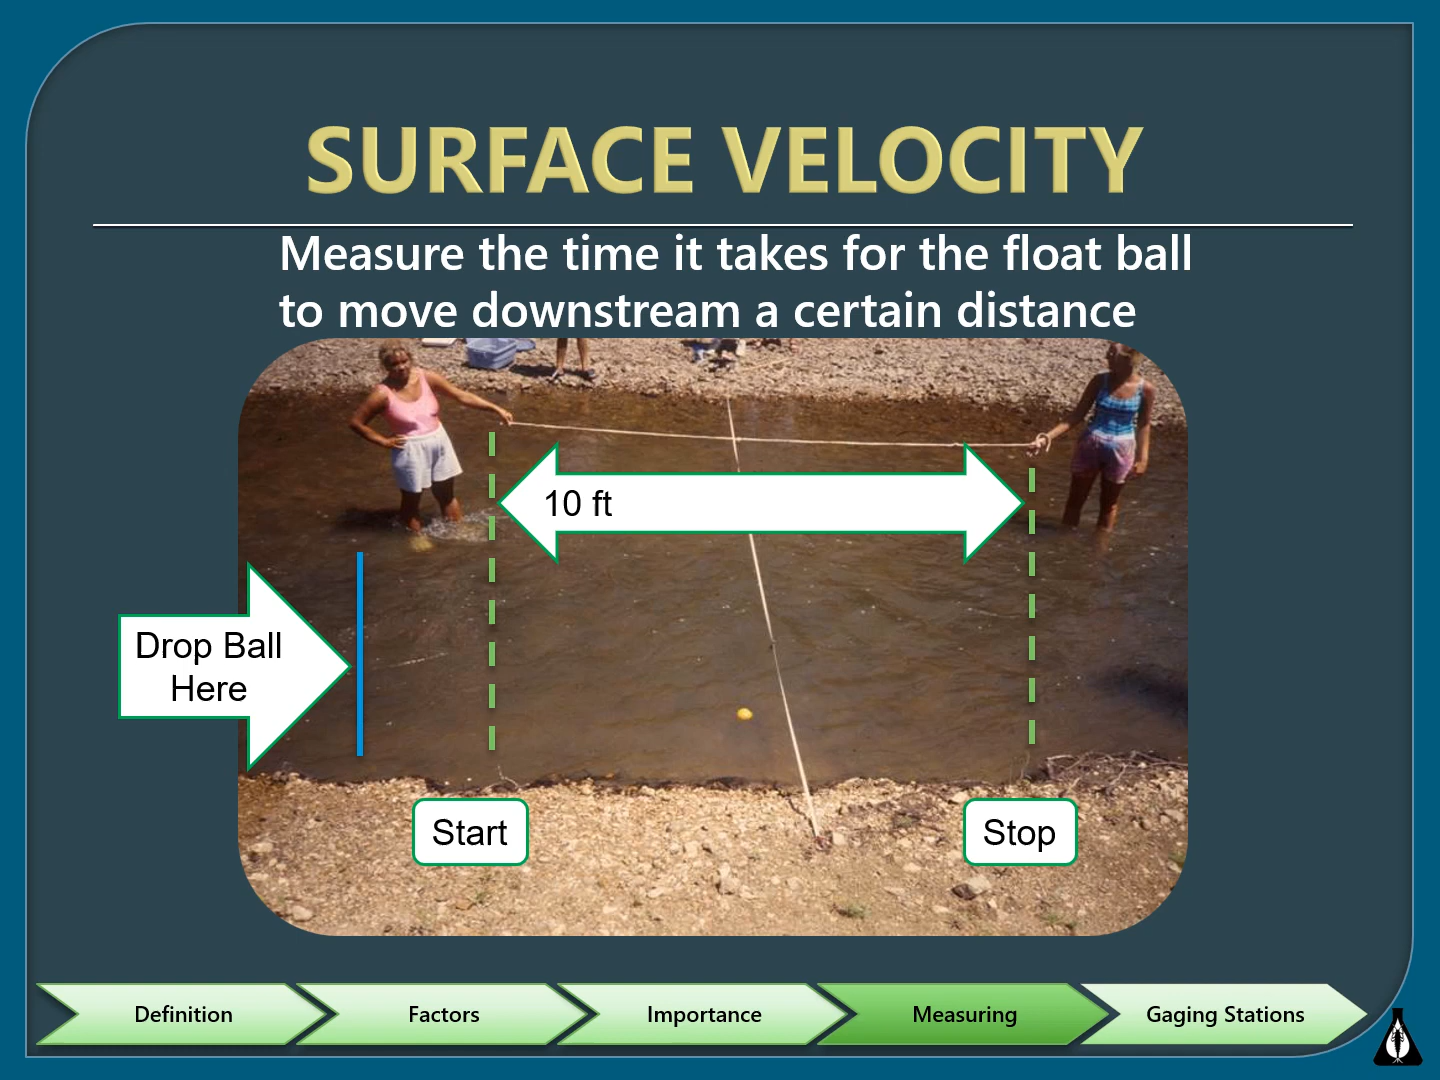 SURFACE VELOCITY
Measure the time it takes for the float ball
to move downstream a certain distance
10 ft
Drop Ball
Here
Start
Stop
Definition
Factors
Importance
Measuring
Gaging Stations